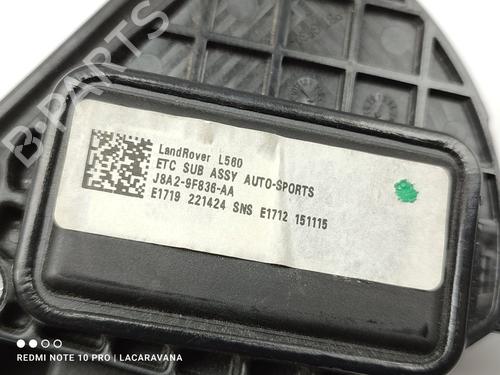 B-PARTS
LandRover L560
ETC SUB ASSY AUTO-SPORTS
J8A2-9F836-AA
E1719 221424 SNS E1712 151115
REDMI NOTE 10 PRO | LACARAVANA